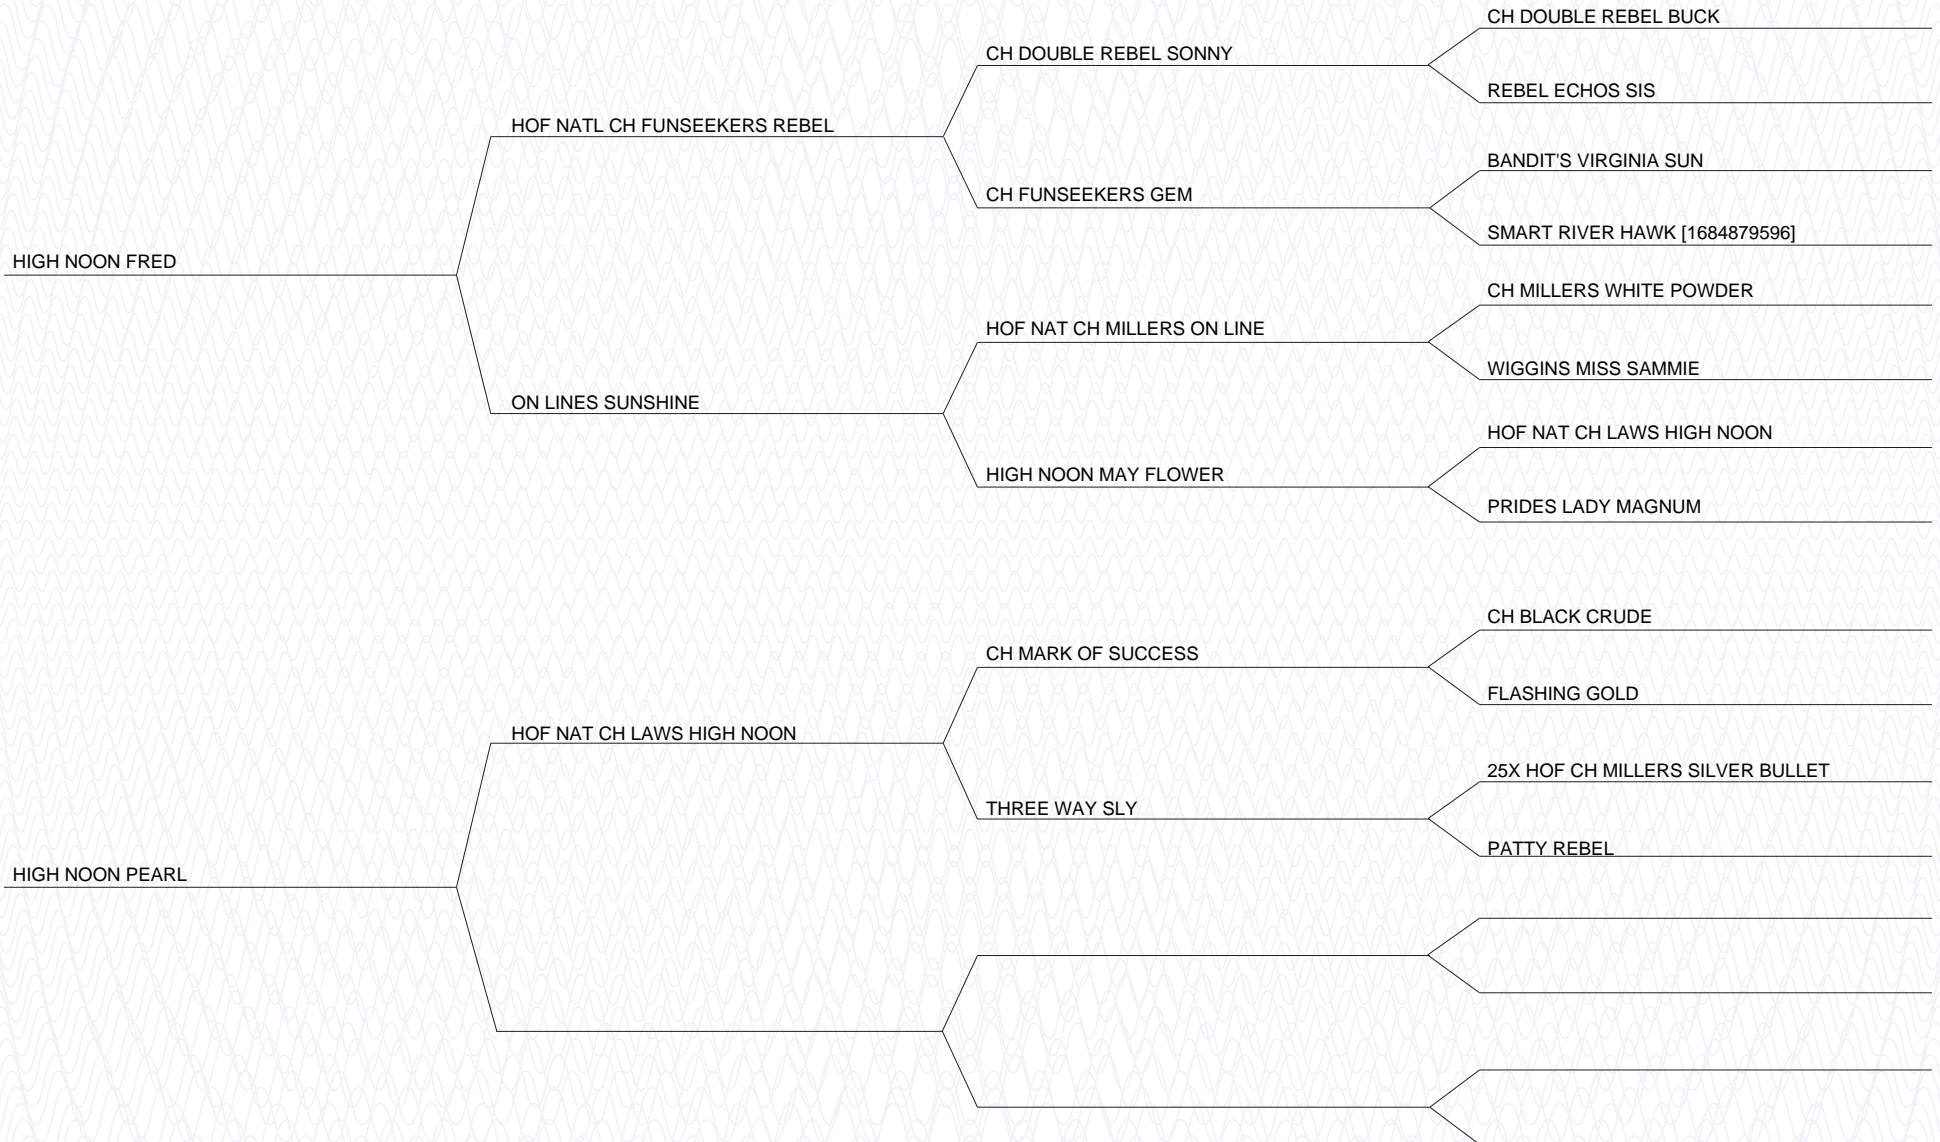 CH DOUBLE REBEL BUCK
CH DOUBLE REBEL SONNY
REBEL ECHOS SIS
HOF NATL CH FUNSEEKERS REBEL
BANDIT'S VIRGINIA SUN
CH FUNSEEKERS GEM
SMART RIVER HAWK [1684879596]
HIGH NOON FRED
CH MILLERS WHITE POWDER
HOF NAT CH MILLERS ON LINE
WIGGINS MISS SAMMIE
ON LINES SUNSHINE
HOF NAT CH LAWS HIGH NOON
HIGH NOON MAY FLOWER
PRIDES LADY MAGNUM
CH BLACK CRUDE
CH MARK OF SUCCESS
FLASHING GOLD
HOF NAT CH LAWS HIGH NOON
25X HOF CH MILLERS SILVER BULLET
THREE WAY SLY
PATTY REBEL
HIGH NOON PEARL